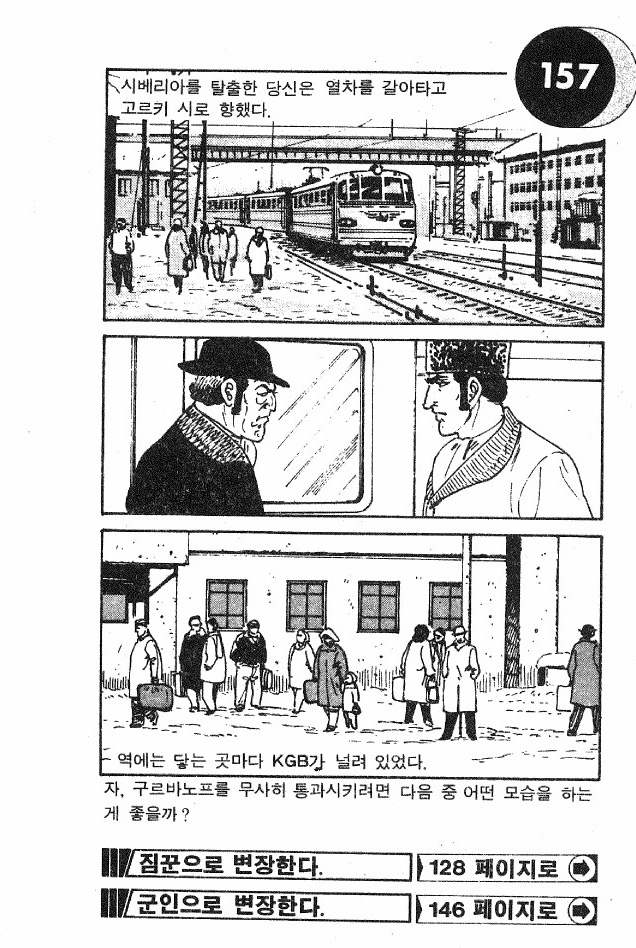 157
시베리아를 탈출한 당신은 열차를 갈아타고
고르키 시로 향했다.
역에는 닿는 곳마다 KGB가 널려 있었다.
자, 구르바노프를 무사히 통과시키려면 다음 중 어떤 모습을 하는
게 좋을까?
짐꾼으로 변장한다.
128 페이지로
군인으로 변장한다.
146 페이지로